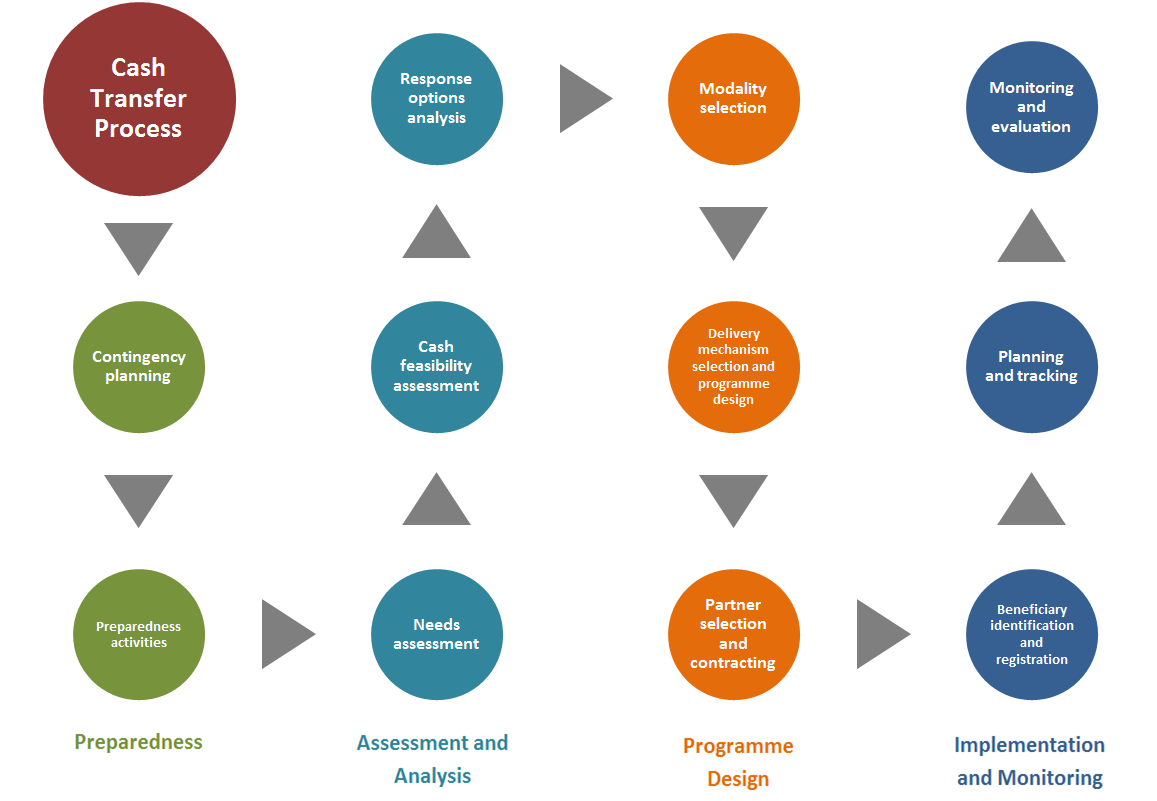 Cash
Transfer
Process
Contingency
planning
Preparedness
activities
Preparedness
Needs
assessment
Cash
feasibility
assessment
Response
options
analysis
Assessment and
Analysis
Modality
selection
Delivery
mechanism
selection and
programme
design
Partner
selection
and
contracting
Programme
Design
Beneficiary
identification
and
registration
Planning
and tracking
Monitoring
and
evaluation
Implementation
and Monitoring